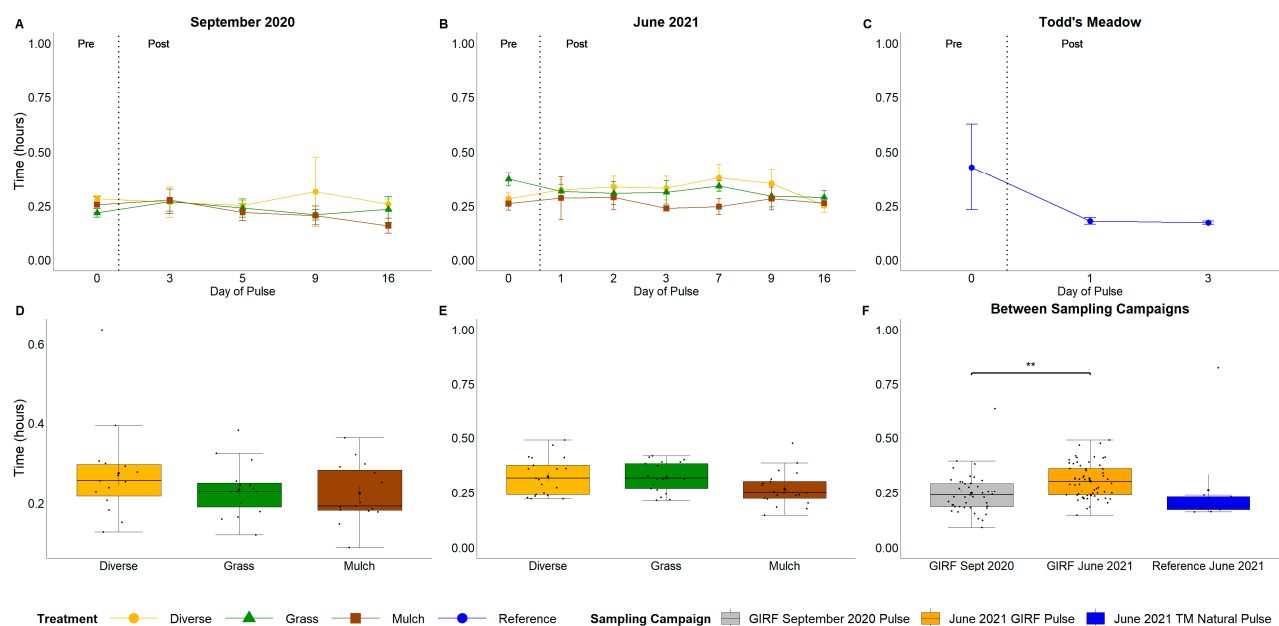 A September 2020
B June 2021
C Todd's Meadow
Time (hours)
1.00
0.75
0.50
0.25
0.00
Pre
Post
0 3 5 9 16
Day of Pulse
1.00
0.75
0.50
0.25
0.00
Pre
Post
0 1 2 3 7 9 16
Day of Pulse
1.00
0.75
0.50
0.25
0.00
Pre
Post
0 1 3
Day of Pulse
D
Time (hours)
0.6
0.4
0.2
Diverse Grass Mulch
E
1.00
0.75
0.50
0.25
0.00
Diverse Grass Mulch
F Between Sampling Campaigns
1.00
0.75
0.50
0.25
0.00
**
GIRF Sept 2020 GIRF June 2021 Reference June 2021
Treatment Diverse Grass Mulch Reference
Sampling Campaign GIRF September 2020 Pulse June 2021 GIRF Pulse June 2021 TM Natural Pulse